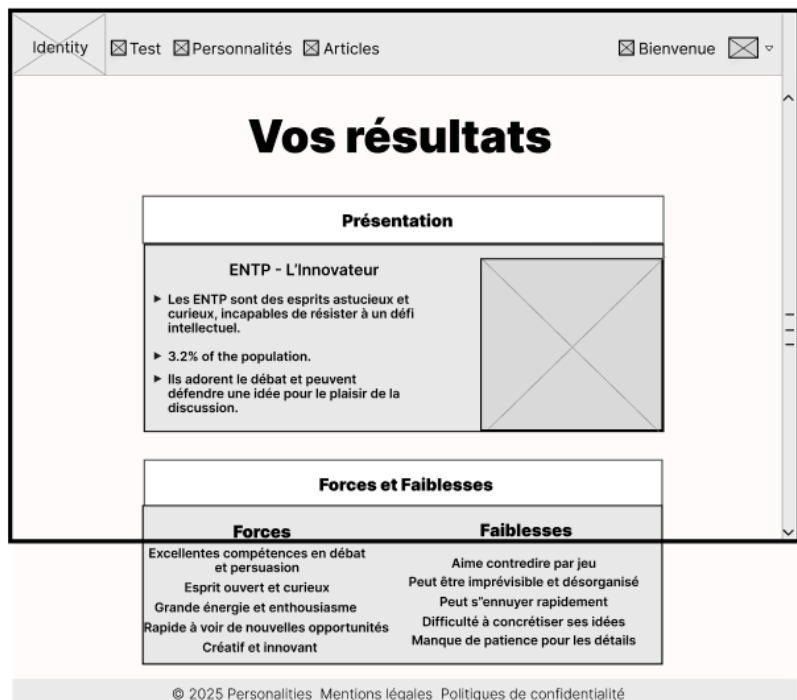 Identity Test Personnalités Articles Bienvenue
Vos résultats
Présentation
ENTP - L'Innovateur
Les ENTP sont des esprits astucieux et
curieux, incapables de résister à un défi
intellectuel.
3.2% of the population.
Ils adorent le débat et peuvent
défendre une idée pour le plaisir de la
discussion.
Forces et Faiblesses
Forces
Excellentes compétences en débat
et persuasion
Esprit ouvert et curieux
Grande énergie et enthousiasme
Rapide à voir de nouvelles opportunités
Créatif et innovant
Faiblesses
Aime contredire par jeu
Peut être imprévisible et désorganisé
Peut s"ennuyer rapidement
Difficulté à concrétiser ses idées
Manque de patience pour les détails
© 2025 Personalities Mentions légales Politiques de confidentialité